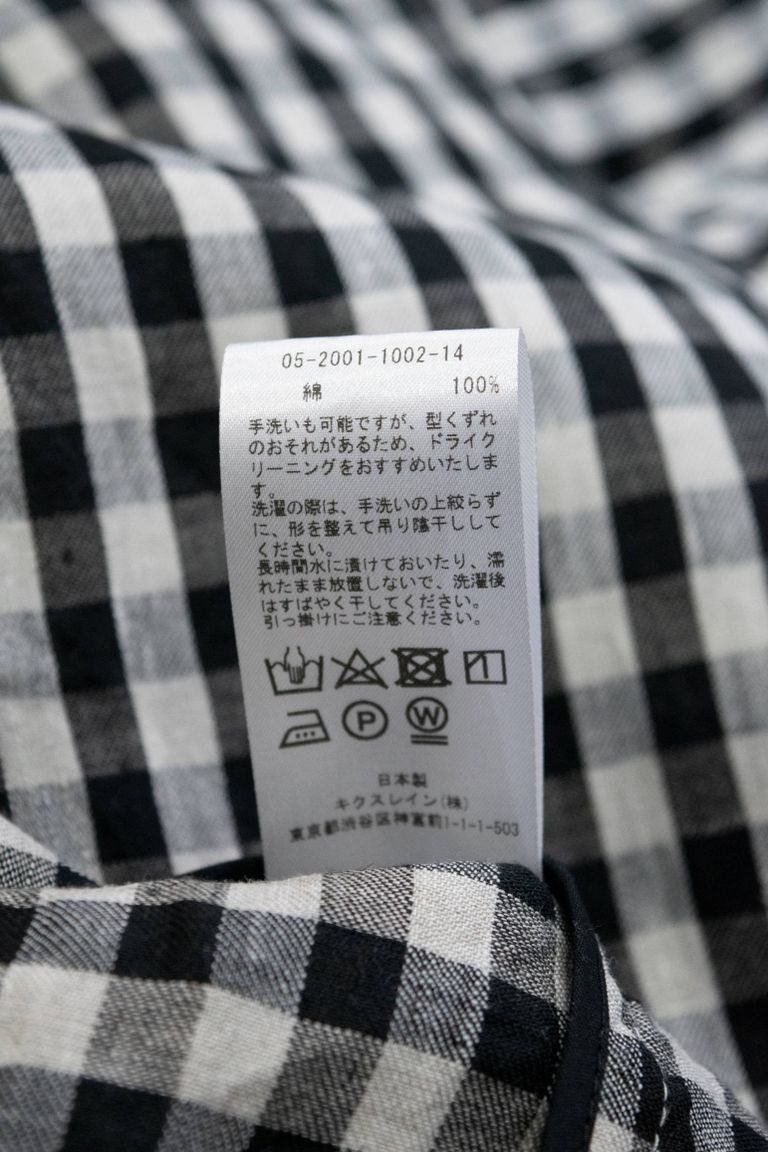 05-2001-1002-14
綿 100%
手洗いも可能ですが、型くずれ
のおそれがあるため、ドライク
リーニングをおすすめいたしま
す。
洗濯の際は、手洗いの上絞らず
に、形を整えて吊り陰干しして
ください。
長時間水に漬けておいたり、濡
れたまま放置しないで、洗濯後
はすばやく干してください。
引っ掛けにご注意ください。
P W
日本製
キクスレイン(株)
東京都渋谷区神宮前1-1-1-503